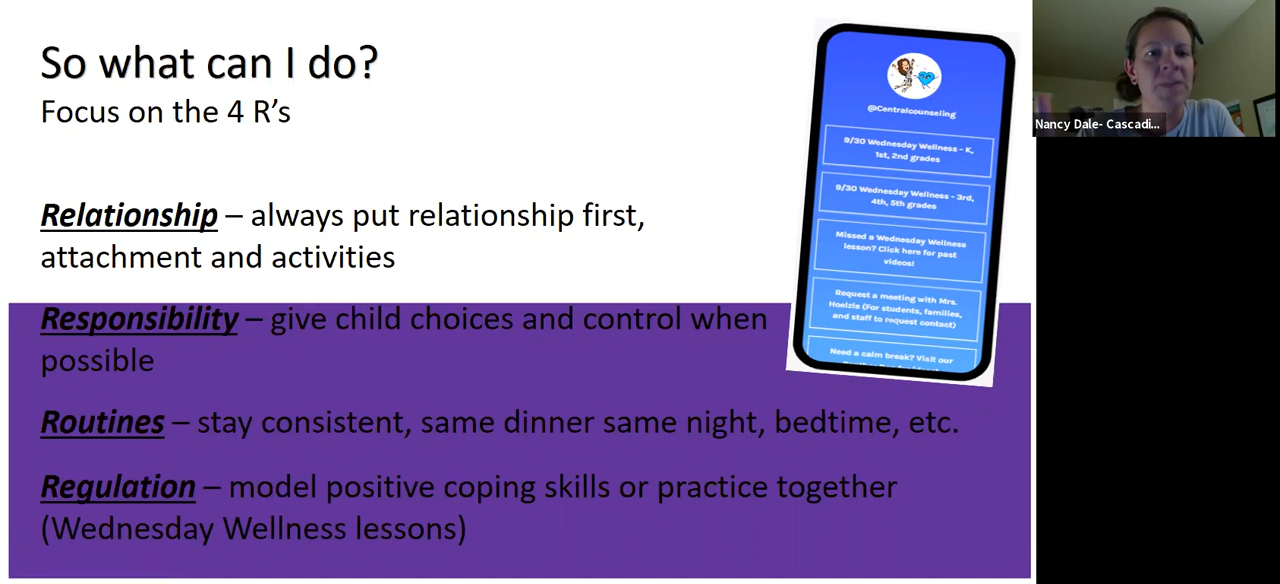 So what can I do?
Focus on the 4 R's
Relationship – always put relationship first,
attachment and activities
Responsibility – give child choices and control when
possible
Routines – stay consistent, same dinner same night, bedtime, etc.
Regulation – model positive coping skills or practice together
(Wednesday Wellness lessons)
@Centralcounseling
9/30 Wednesday Wellness - K,
1st, 2nd grades
9/30 Wednesday Wellness - 3rd,
4th, 5th grades
Missed a Wednesday Wellness
lesson? Click here for past
videos!
Request a meeting with Mrs.
Hoelzle (For students, families,
and staff to request contact)
Need a calm break? Visit our
Nancy Dale- Cascadi...